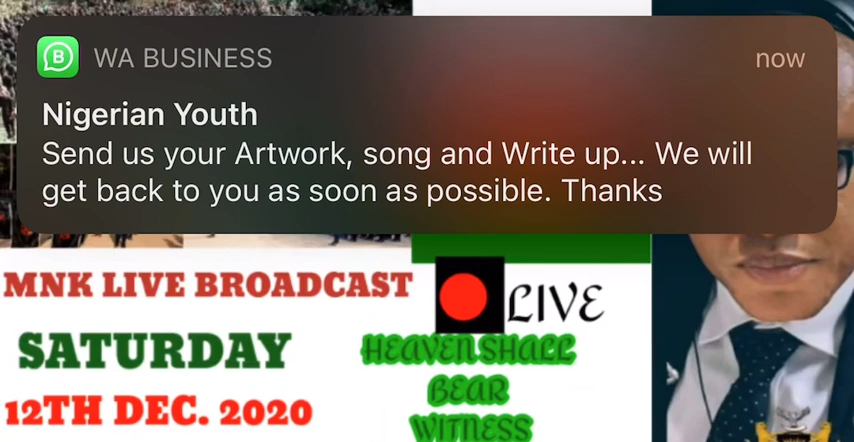 WA BUSINESS now
Nigerian Youth
Send us your Artwork, song and Write up... We will
get back to you as soon as possible. Thanks
MNK LIVE BROADCAST
LIVE
SATURDAY
HEAVEN SHALL
BEAR
WITNESS
12TH DEC. 2020